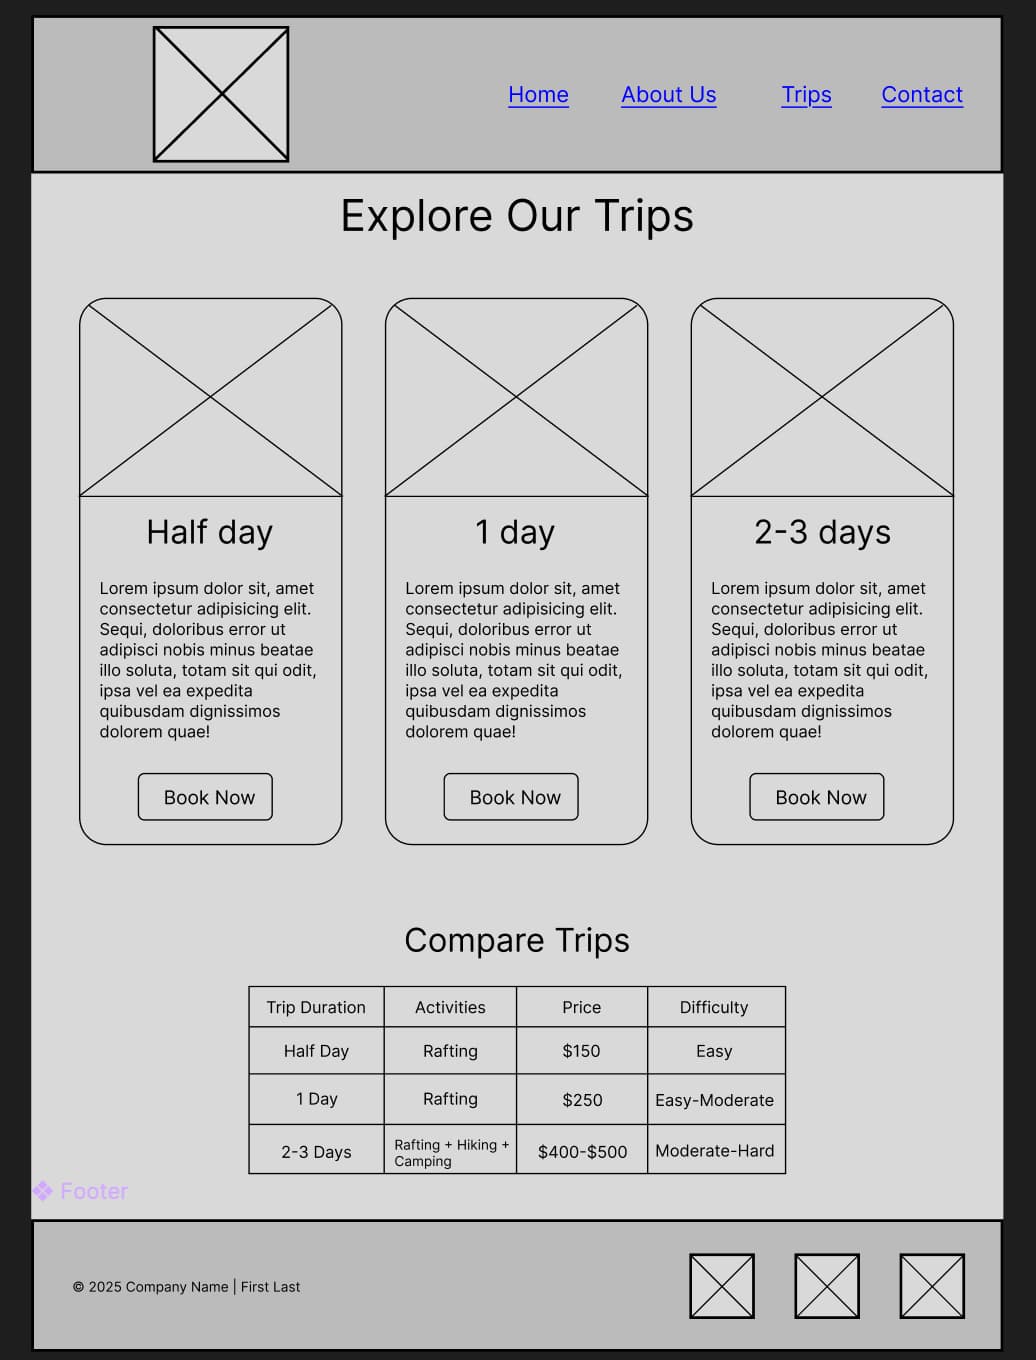 Home About Us Trips Contact
Explore Our Trips
Half day
Lorem ipsum dolor sit, amet
consectetur adipisicing elit.
Sequi, doloribus error ut
adipisci nobis minus beatae
illo soluta, totam sit qui odit,
ipsa vel ea expedita
quibusdam dignissimos
dolorem quae!
Book Now
1 day
Lorem ipsum dolor sit, amet
consectetur adipisicing elit.
Sequi, doloribus error ut
adipisci nobis minus beatae
illo soluta, totam sit qui odit,
ipsa vel ea expedita
quibusdam dignissimos
dolorem quae!
Book Now
2-3 days
Lorem ipsum dolor sit, amet
consectetur adipisicing elit.
Sequi, doloribus error ut
adipisci nobis minus beatae
illo soluta, totam sit qui odit,
ipsa vel ea expedita
quibusdam dignissimos
dolorem quae!
Book Now
Compare Trips
Trip Duration Activities Price Difficulty
Half Day Rafting $150 Easy
1 Day Rafting $250 Easy-Moderate
2-3 Days Rafting + Hiking + $400-$500 Moderate-Hard
Camping
Footer
© 2025 Company Name | First Last